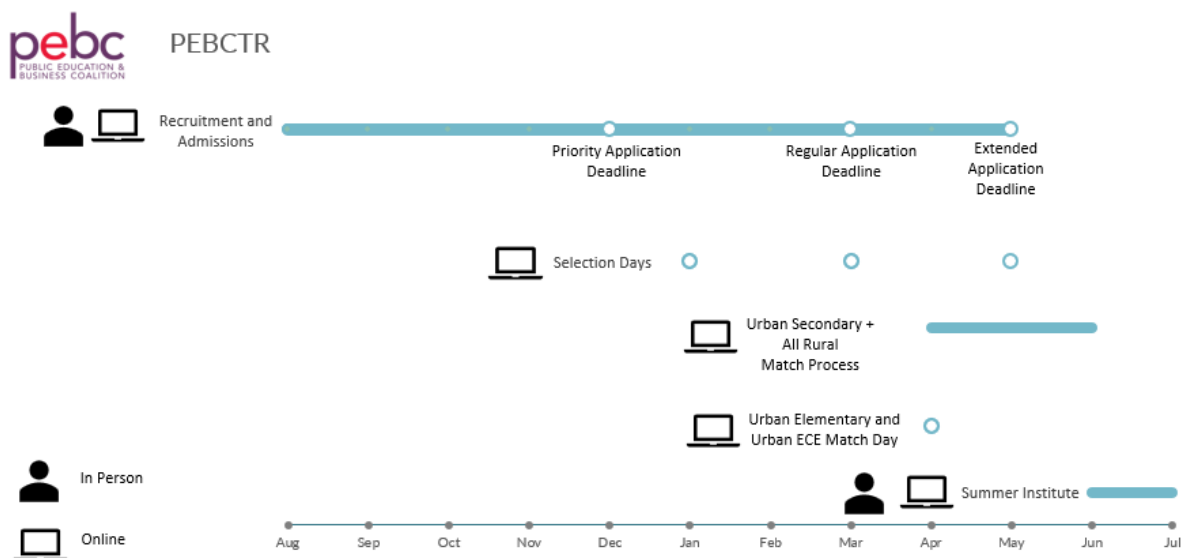 pebc
PUBLIC EDUCATION &
BUSINESS COALITION
PEBCTR
Recruitment and
Admissions
Priority Application
Deadline
Regular Application
Deadline
Extended
Application
Deadline
Selection Days
Urban Secondary +
All Rural
Match Process
Urban Elementary and
Urban ECE Match Day
In Person
Summer Institute
Online
Aug Sep Oct Nov Dec Jan Feb Mar Apr May Jun Jul